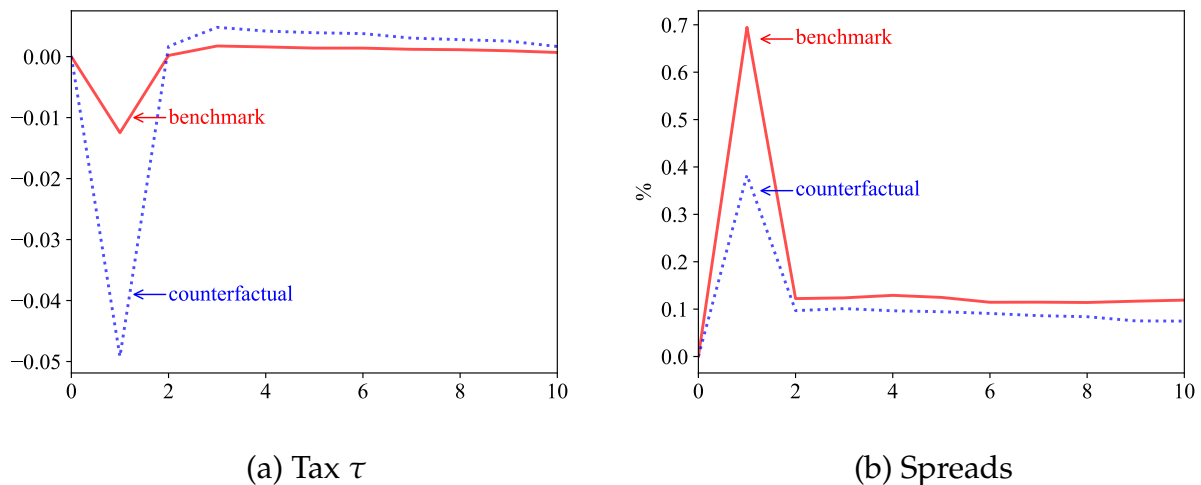 0.00
−0.01
−0.02
−0.03
−0.04
−0.05
0 2 4 6 8 10
benchmark
counterfactual
(a) Tax τ
0.7
0.6
0.5
0.4
0.3
0.2
0.1
0.0
%
0 2 4 6 8 10
benchmark
counterfactual
(b) Spreads